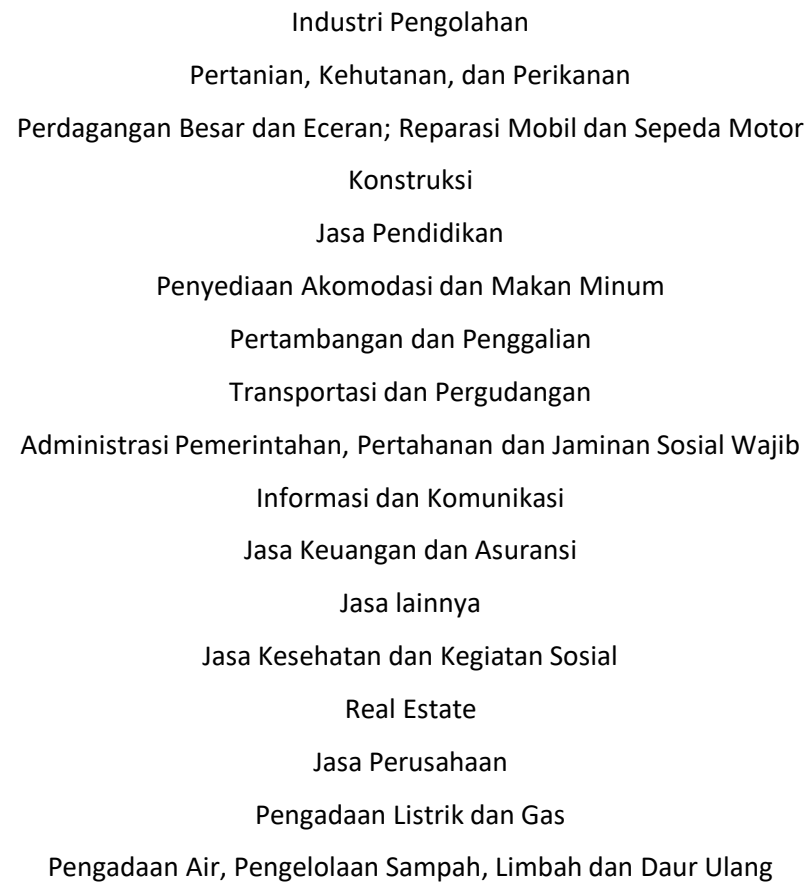 Industri Pengolahan
Pertanian, Kehutanan, dan Perikanan
Perdagangan Besar dan Eceran; Reparasi Mobil dan Sepeda Motor
Konstruksi
Jasa Pendidikan
Penyediaan Akomodasi dan Makan Minum
Pertambangan dan Penggalian
Transportasi dan Pergudangan
Administrasi Pemerintahan, Pertahanan dan Jaminan Sosial Wajib
Informasi dan Komunikasi
Jasa Keuangan dan Asuransi
Jasa lainnya
Jasa Kesehatan dan Kegiatan Sosial
Real Estate
Jasa Perusahaan
Pengadaan Listrik dan Gas
Pengadaan Air, Pengelolaan Sampah, Limbah dan Daur Ulang